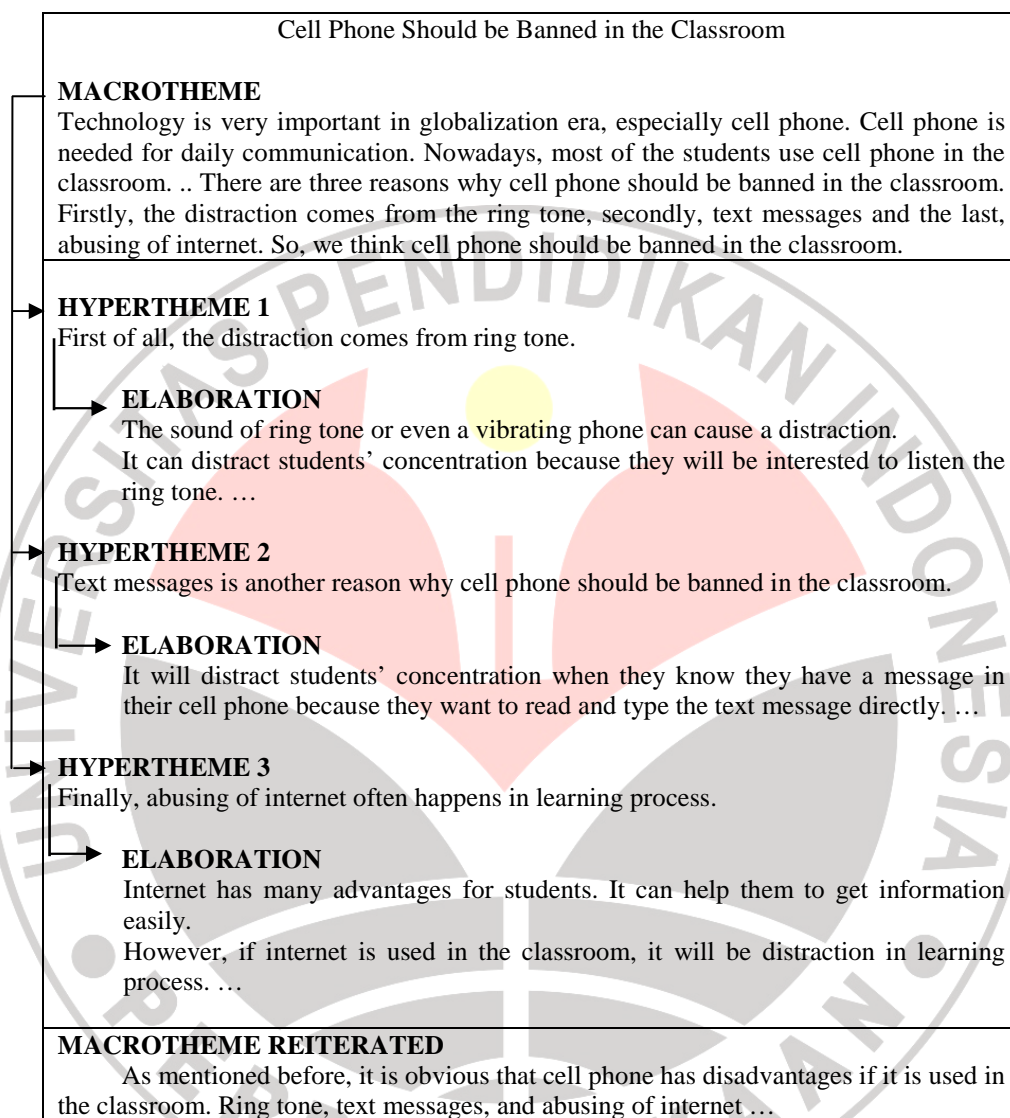 Cell Phone Should be Banned in the Classroom
MACROTHEME
Technology is very important in globalization era, especially cell phone. Cell phone is
needed for daily communication. Nowadays, most of the students use cell phone in the
classroom. .. There are three reasons why cell phone should be banned in the classroom.
Firstly, the distraction comes from the ring tone, secondly, text messages and the last,
abusing of internet. So, we think cell phone should be banned in the classroom.
HYPERTHEME 1
First of all, the distraction comes from ring tone.
ELABORATION
The sound of ring tone or even a vibrating phone can cause a distraction.
It can distract students’ concentration because they will be interested to listen the
ring tone. …
HYPERTHEME 2
Text messages is another reason why cell phone should be banned in the classroom.
ELABORATION
It will distract students’ concentration when they know they have a message in
their cell phone because they want to read and type the text message directly. …
HYPERTHEME 3
Finally, abusing of internet often happens in learning process.
ELABORATION
Internet has many advantages for students. It can help them to get information
easily.
However, if internet is used in the classroom, it will be distraction in learning
process. …
MACROTHEME REITERATED
As mentioned before, it is obvious that cell phone has disadvantages if it is used in
the classroom. Ring tone, text messages, and abusing of internet …
UNIVERSITAS PENDIDIKAN INDONESIA